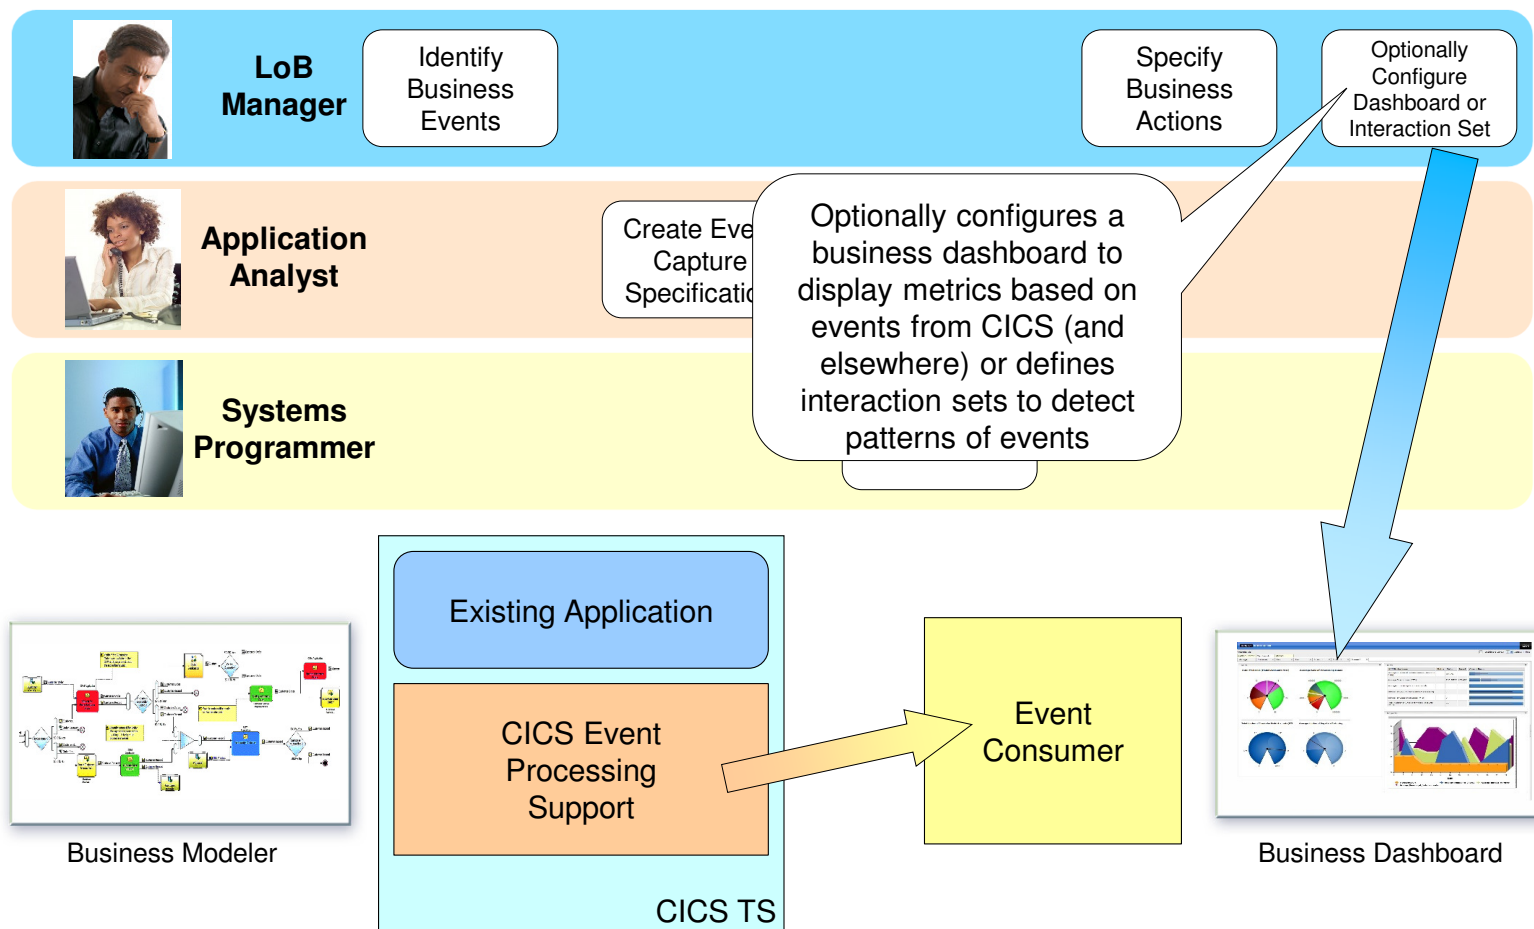 LoB
Manager
Identify
Business
Events
Specify
Business
Actions
Optionally
Configure
Dashboard or
Interaction Set
Application
Analyst
Create Eve
Capture
Specificatio
Optionally configures a
business dashboard to
display metrics based on
events from CICS (and
elsewhere) or defines
interaction sets to detect
patterns of events
Systems
Programmer
Existing Application
CICS Event
Processing
Support
CICS TS
Event
Consumer
Business Modeler
Business Dashboard